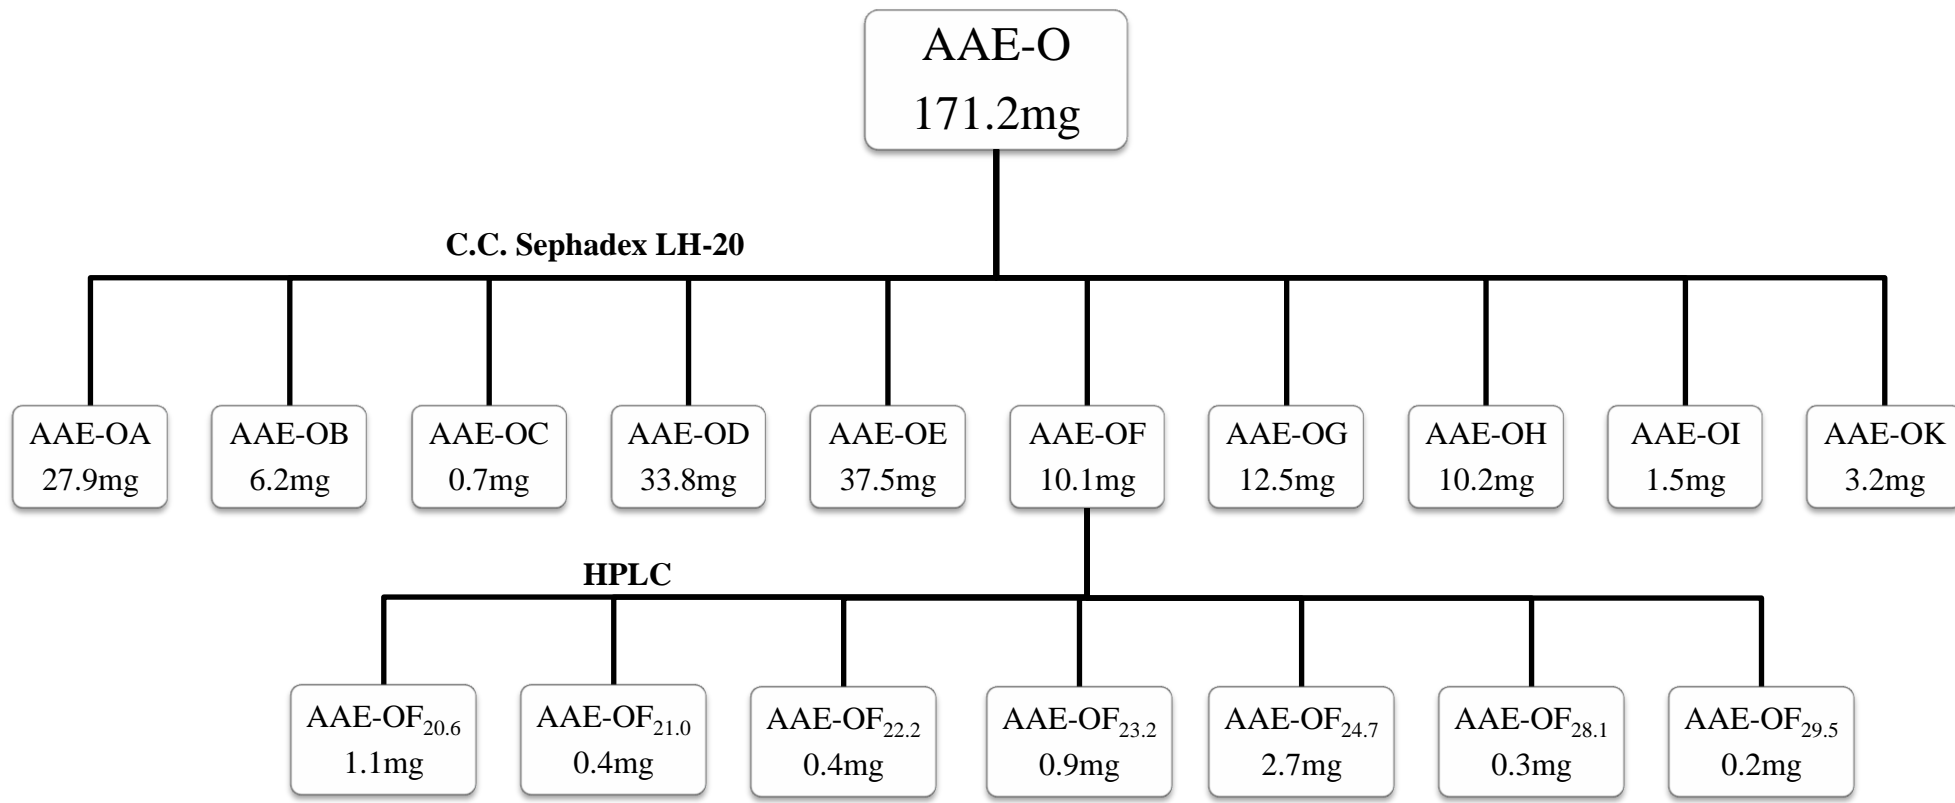 AAE-O
171.2mg
C.C. Sephadex LH-20
AAE-OA
27.9mg
AAE-OB
6.2mg
AAE-OC
0.7mg
AAE-OD
33.8mg
AAE-OE
37.5mg
AAE-OF
10.1mg
AAE-OG
12.5mg
AAE-OH
10.2mg
AAE-OI
1.5mg
AAE-OK
3.2mg
HPLC
AAE-OF20.6
1.1mg
AAE-OF21.0
0.4mg
AAE-OF22.2
0.4mg
AAE-OF23.2
0.9mg
AAE-OF24.7
2.7mg
AAE-OF28.1
0.3mg
AAE-OF29.5
0.2mg